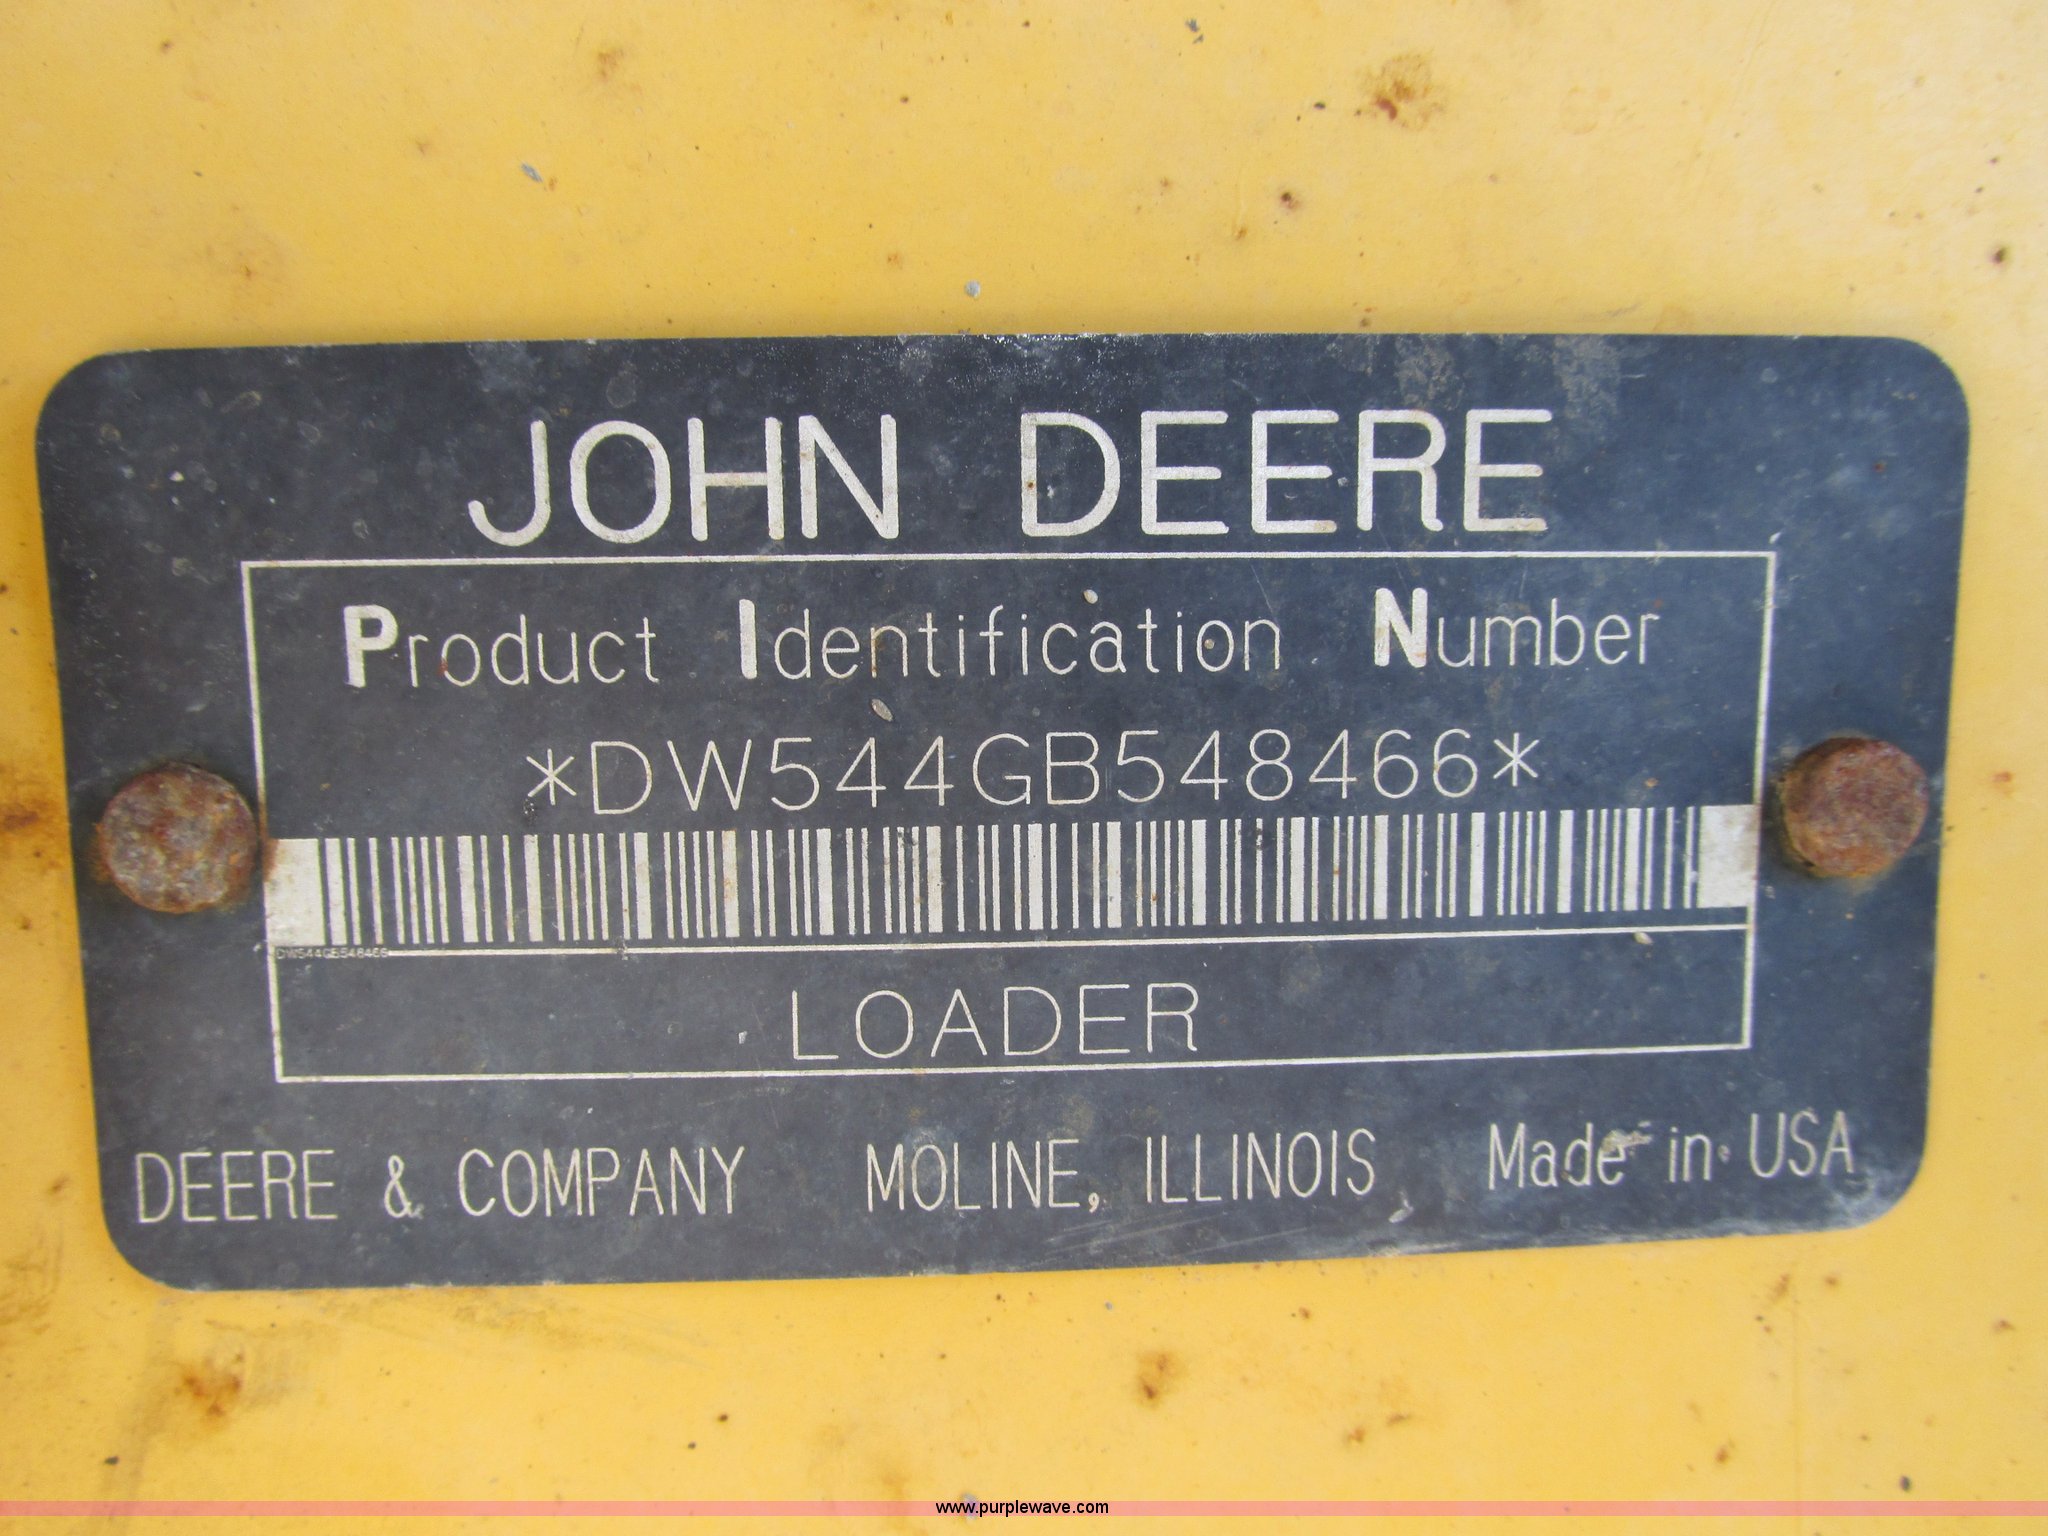 JOHN DEERE
Product Identification Number
*DW544GB548466*
DW544GB548466
LOADER
DEERE & COMPANY MOLINE, ILLINOIS Made in USA
www.purplewave.com